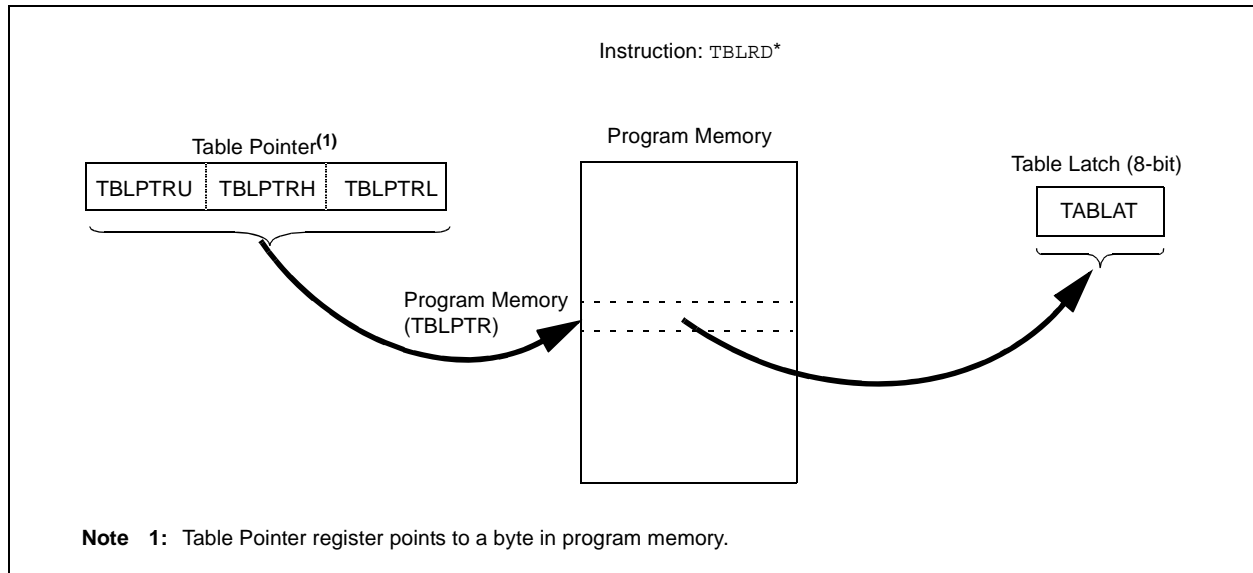 Instruction: TBLRD*
Table Pointer(1)
TBLPTRU TBLPTRH TBLPTRL
Program Memory
Table Latch (8-bit)
TABLAT
Program Memory
(TBLPTR)
Note 1: Table Pointer register points to a byte in program memory.